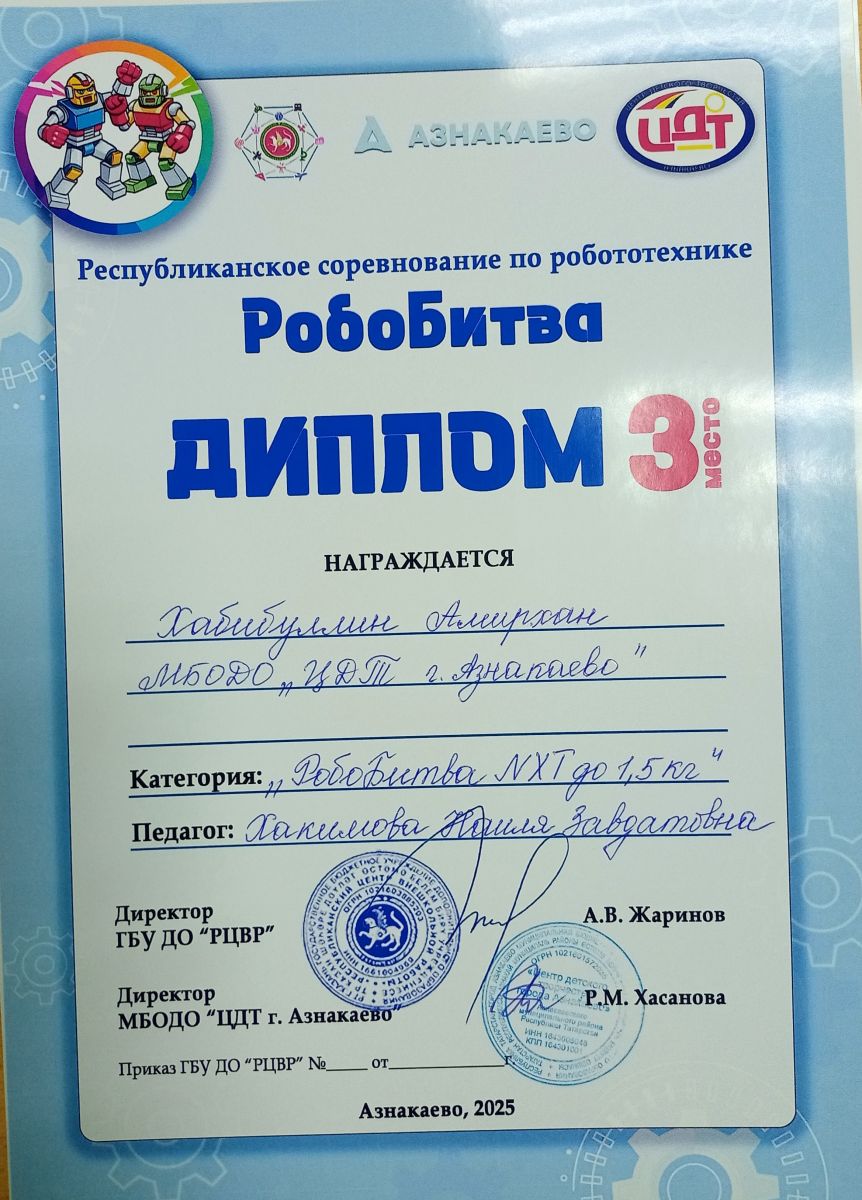 АЗНАКАЕВО
ЦДТ
Республиканское соревнование по робототехнике
РобоБитва
ДИПЛОМ 3 место
НАГРАЖДАЕТСЯ
Хабибуллин Амирхан
МБОДО „ЦДТ г. Азнакаево"
Категория: „РобоБитва NXT до 1,5 кг"
Педагог: Хакимова Наиля Завдатовна
Директор
ГБУ ДО “РЦВР” А.В. Жаринов
Директор
МБОДО “ЦДТ г. Азнакаево” Р.М. Хасанова
Приказ ГБУ ДО “РЦВР” №_____ от______________г.
Азнакаево, 2025